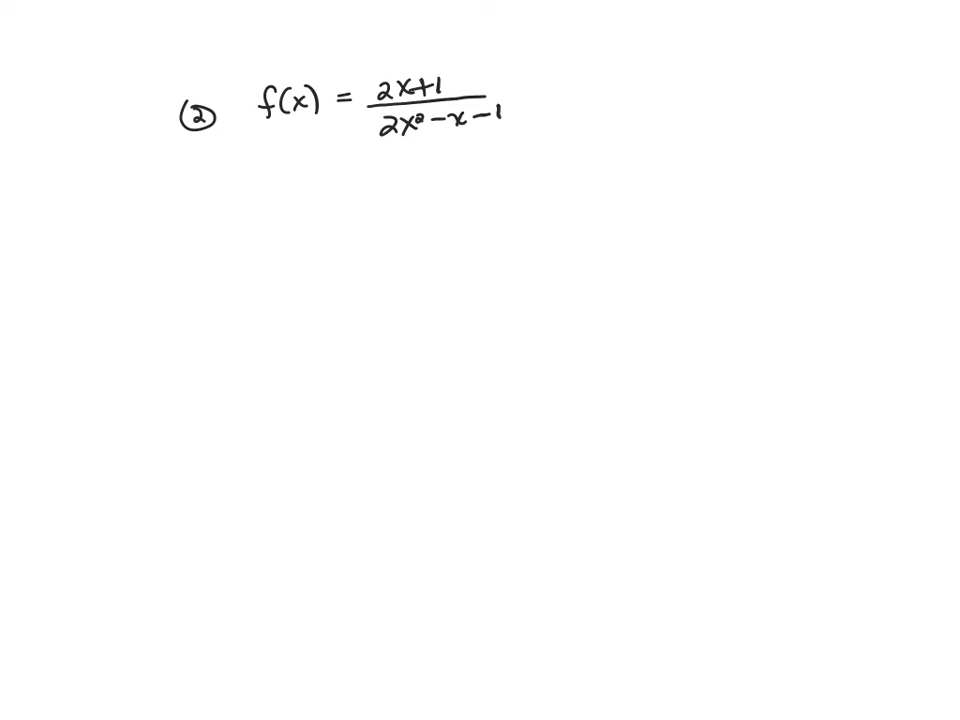 ② f(x) = (2x+1)/(2x² - x - 1)